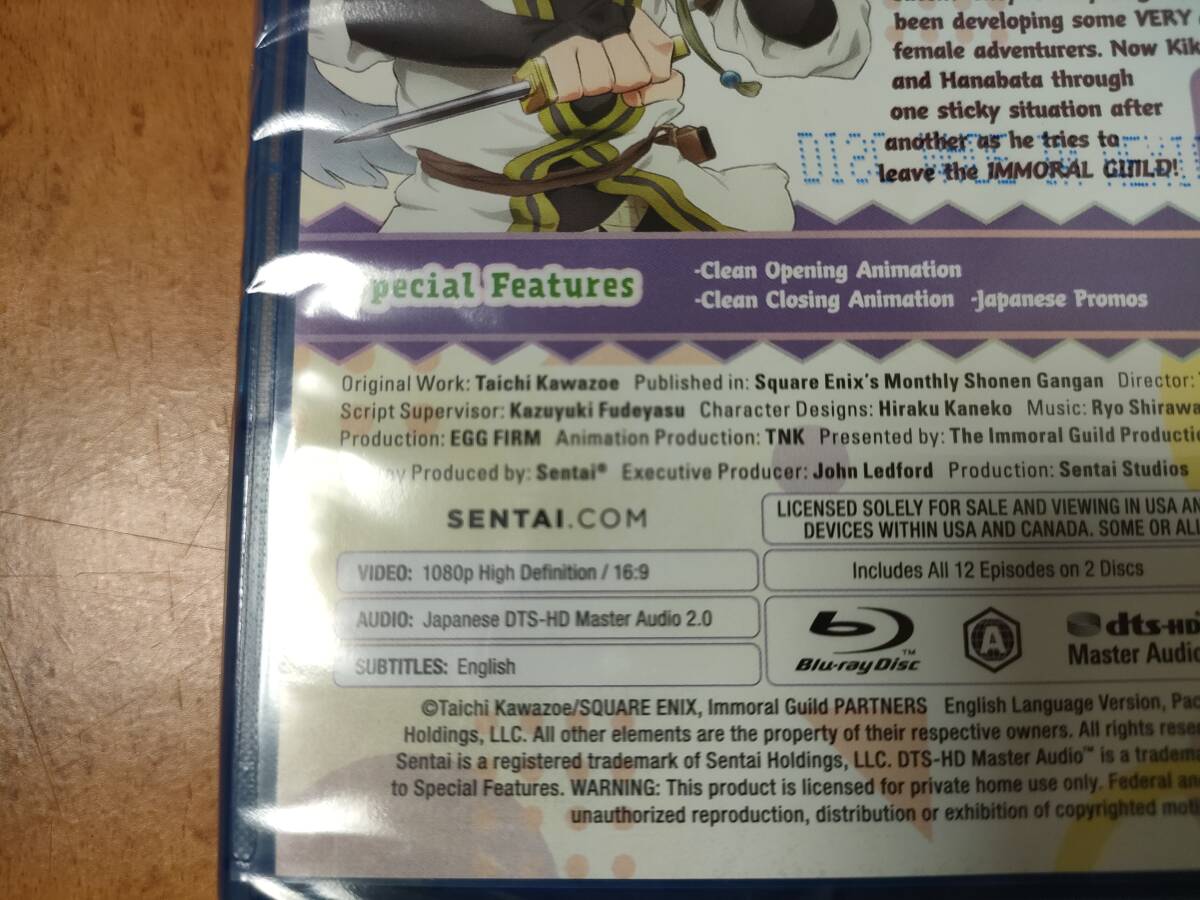 been developing some VERY
female adventurers. Now Kik
and Hanabata through
one sticky situation after
another as he tries to
leave the IMMORAL GUILD!
pecial Features
-Clean Opening Animation
-Clean Closing Animation -Japanese Promos
Original Work: Taichi Kawazoe Published in: Square Enix's Monthly Shonen Gangan Director:
Script Supervisor: Kazuyuki Fudeyasu Character Designs: Hiraku Kaneko Music: Ryo Shirawa
Production: EGG FIRM Animation Production: TNK Presented by: The Immoral Guild Productio
ay Produced by: Sentai® Executive Producer: John Ledford Production: Sentai Studios
SENTAI.COM
LICENSED SOLELY FOR SALE AND VIEWING IN USA AN
DEVICES WITHIN USA AND CANADA. SOME OR ALL
VIDEO: 1080p High Definition / 16:9
Includes All 12 Episodes on 2 Discs
AUDIO: Japanese DTS-HD Master Audio 2.0
SUBTITLES: English
Blu-ray Disc™
A
dts-HD
Master Audio
©Taichi Kawazoe/SQUARE ENIX, Immoral Guild PARTNERS English Language Version, Pac
Holdings, LLC. All other elements are the property of their respective owners. All rights rese
Sentai is a registered trademark of Sentai Holdings, LLC. DTS-HD Master Audio™ is a tradema
to Special Features. WARNING: This product is licensed for private home use only. Federal an
unauthorized reproduction, distribution or exhibition of copyrighted mot